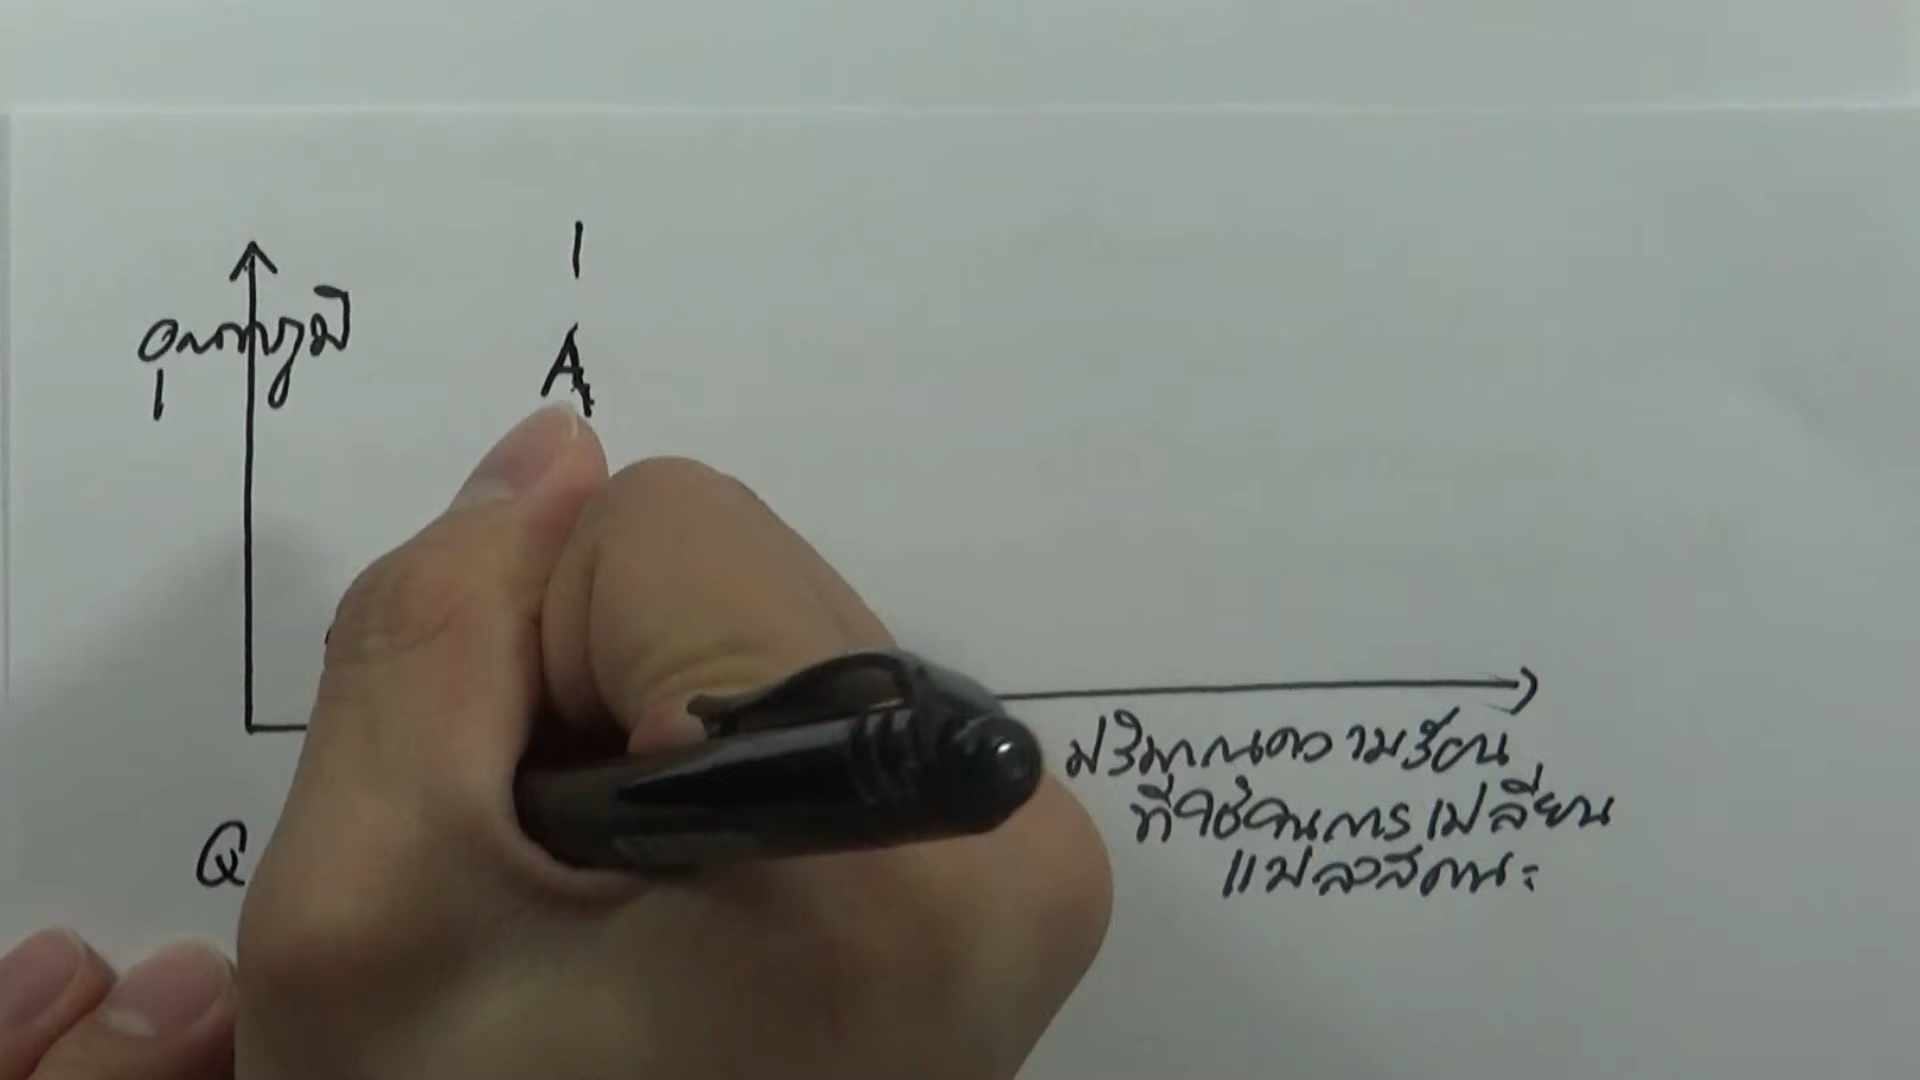 อุณหภูมิ
A
Q
ปริมาณความร้อน
ที่ใช้ในการเปลี่ยน
แปลงสถานะ